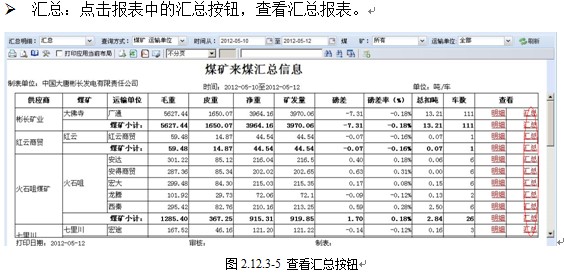 ➢ 汇总：点击报表中的汇总按钮，查看汇总报表。
汇总明细： 汇总 查询方式： 煤矿 运输单位 时间从： 2012-05-10 至 2012-05-12 煤 矿： 所有 运输单位： 全部 刷新
打印应用当前布局 不分页
煤矿来煤汇总信息
制表单位：中国大唐彬长发电有限责任公司 时间：2012-05-10至2012-05-12 单位：吨/车
供应商 煤矿 运输单位 毛重 皮重 净重 矿发量 磅差 磅差率（%） 总扣吨 车数 查看
彬长矿业 大佛寺 广通 5627.44 1650.07 3964.16 3970.06 -7.31 -0.18% 13.21 111 明细 汇总
煤矿小计： 5627.44 1650.07 3964.16 3970.06 -7.31 -0.18% 13.21 111 明细 汇总
红云商贸 红云 红云商贸 59.48 14.87 44.54 44.54 -0.07 -0.16% 0.07 1 明细 汇总
煤矿小计： 59.48 14.87 44.54 44.54 -0.07 -0.16% 0.07 1 明细 汇总
火石咀煤矿 火石咀 安达 301.22 85.12 216.04 216.5 0.40 0.18% 0.06 6 明细 汇总
安得商贸 287.36 85.34 202.02 202.65 0.63 0.31% 0.00 6 明细 汇总
宏大 299.48 84.30 215.03 215.35 0.17 0.08% 0.15 6 明细 汇总
龙腾 101.92 29.73 72.06 72.1 -0.09 -0.12% 0.13 2 明细 汇总
西秦 295.42 82.76 210.16 213.25 0.59 0.28% 2.50 6 明细 汇总
煤矿小计： 1285.40 367.25 915.31 919.85 1.70 0.18% 2.84 26 明细 汇总
七里川 七里川 宏途 167.52 46.16 121.20 121.22 -0.14 -0.12% 0.16 3 明细 汇总
打印日期：2012-05-12 审核： 制表：
图 2.12.3-5 查看汇总按钮